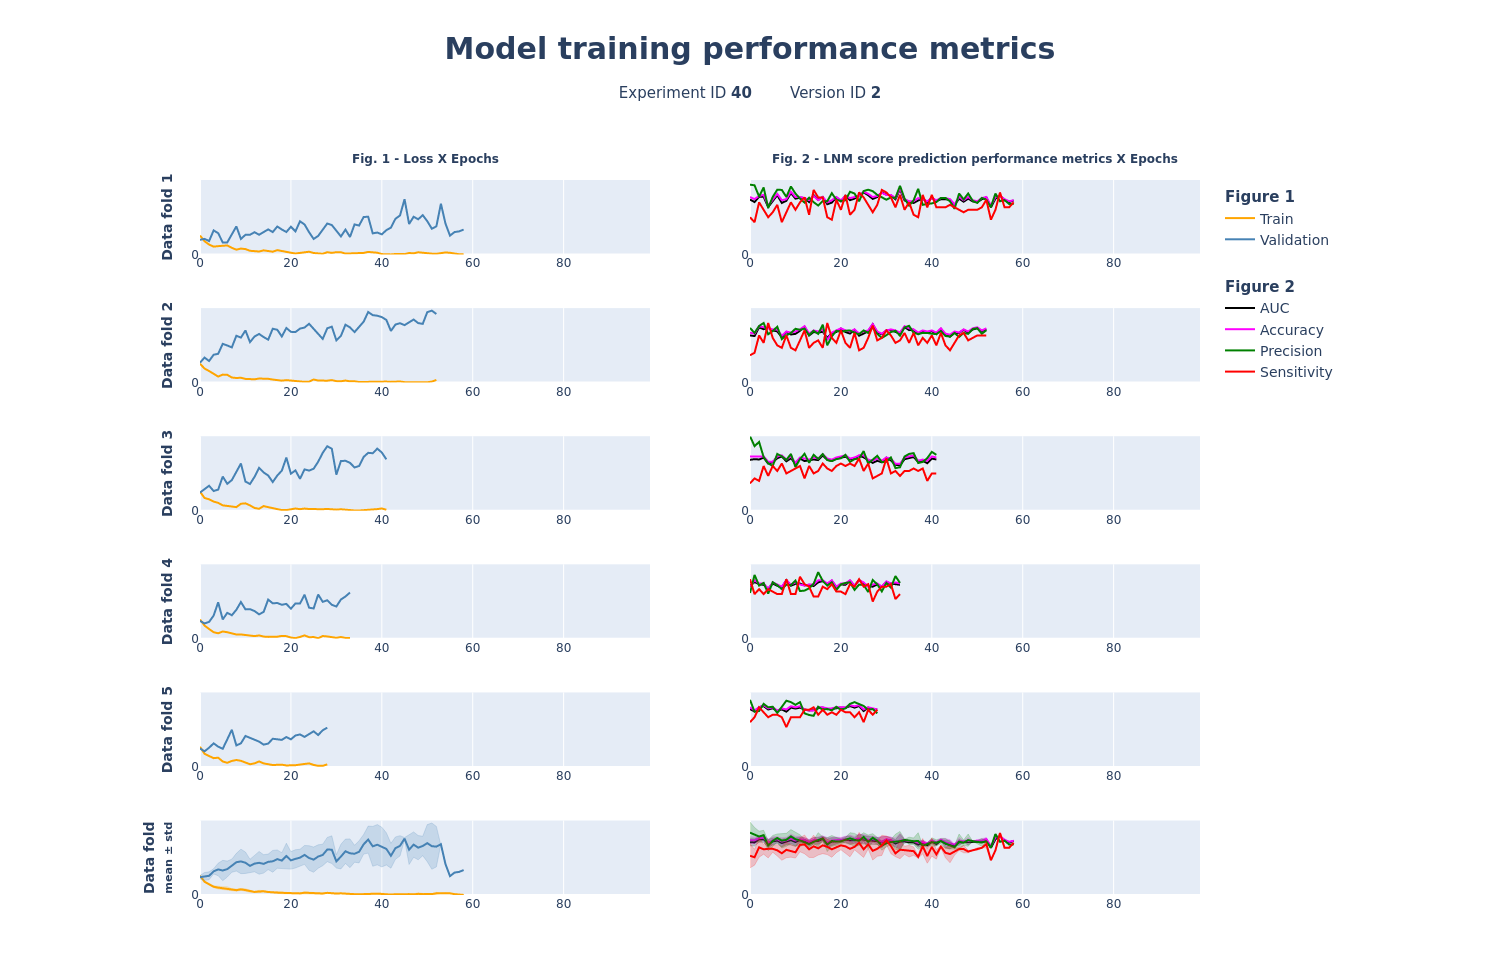 Model training performance metrics
Experiment ID 40 Version ID 2
Fig. 1 - Loss X Epochs
Fig. 2 - LNM score prediction performance metrics X Epochs
Data fold 1
0
0 20 40 60 80
0
0 20 40 60 80
Figure 1
Train
Validation
Figure 2
AUC
Accuracy
Precision
Sensitivity
Data fold 2
0
0 20 40 60 80
0
0 20 40 60 80
Data fold 3
0
0 20 40 60 80
0
0 20 40 60 80
Data fold 4
0
0 20 40 60 80
0
0 20 40 60 80
Data fold 5
0
0 20 40 60 80
0
0 20 40 60 80
Data fold
mean ± std
0
0 20 40 60 80
0
0 20 40 60 80